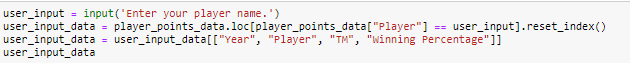 user_input = input('Enter your player name.')
user_input_data = player_points_data.loc[player_points_data["Player"] == user_input].reset_index()
user_input_data = user_input_data[["Year", "Player", "TM", "Winning Percentage"]]
user_input_data